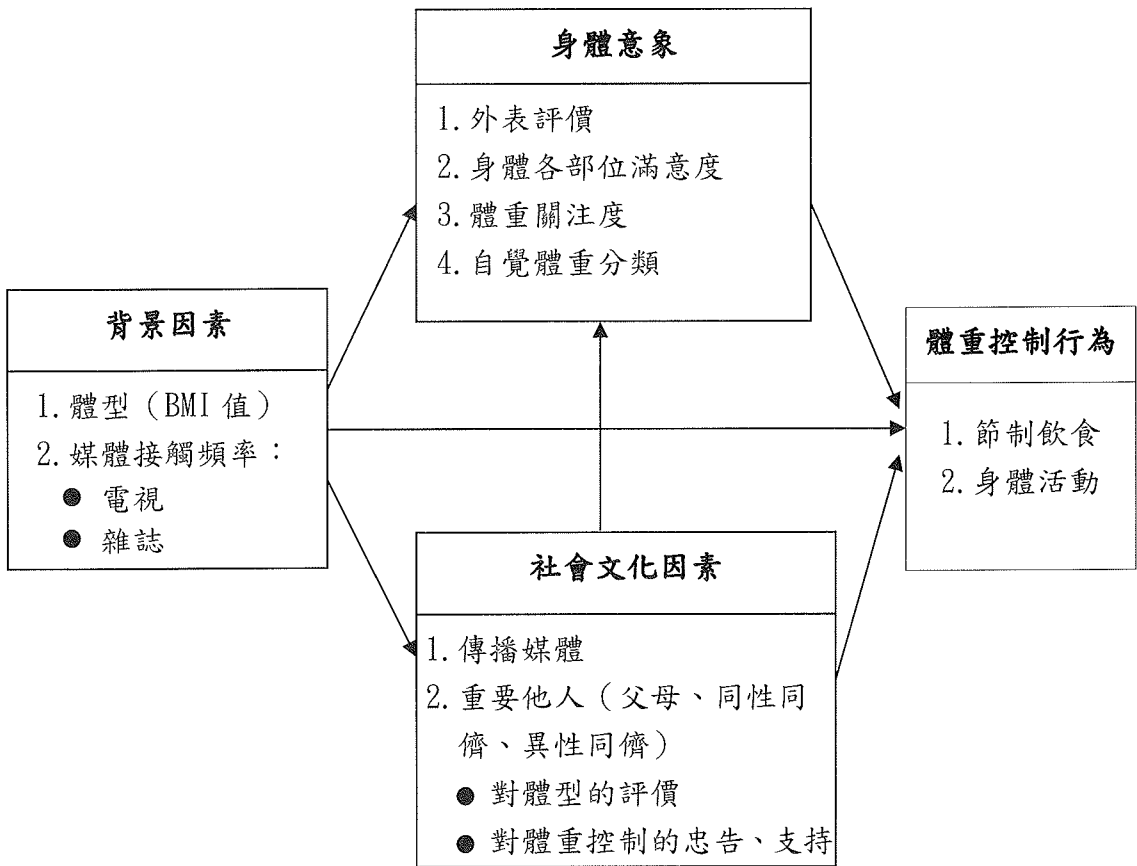 身體意象
1. 外表評價
2. 身體各部位滿意度
3. 體重關注度
4. 自覺體重分類
背景因素
1. 體型（BMI 值）
2. 媒體接觸頻率：
● 電視
● 雜誌
體重控制行為
1. 節制飲食
2. 身體活動
社會文化因素
1. 傳播媒體
2. 重要他人（父母、同性同
儕、異性同儕）
● 對體型的評價
● 對體重控制的忠告、支持